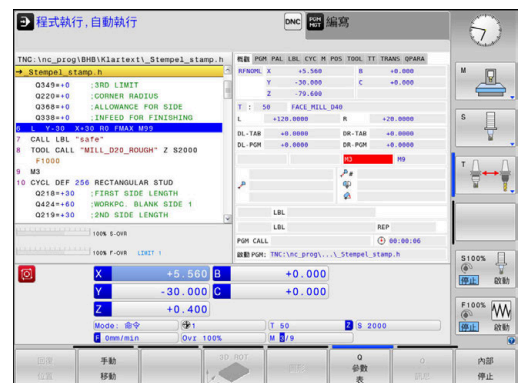 程式執行,自動執行
DNC
PGM MGT 編寫
TNC:\nc_prog\BHB\Klartext\_Stempel_stamp.h
→_Stempel_stamp.h
Q349=+0 ;3RD LIMIT
Q220=+0 ;CORNER RADIUS
Q368=+0 ;ALLOWANCE FOR SIDE
Q338=+0 ;INFEED FOR FINISHING
6 L Y-30 X+30 R0 FMAX M99
7 CALL LBL "safe"
8 TOOL CALL "MILL_D20_ROUGH" Z S2000
F1000
9 M3
10 CYCL DEF 256 RECTANGULAR STUD
Q218=+30 ;FIRST SIDE LENGTH
Q424=+60 ;WORKPC. BLANK SIDE 1
Q219=+30 ;2ND SIDE LENGTH
100% S-OVR
100% F-OVR LIMIT 1
概觀 PGM PAL LBL CYC M POS TOOL TT TRANS QPARA
RFNOML X +5.560 B +0.000
Y -30.000 C +0.000
Z -79.600
T : 50 FACE_MILL_D40
L +120.0000 R +20.0000
DL-TAB +0.0000 DR-TAB +0.0000
DL-PGM +0.0000 DR-PGM +0.0000
M3 M9
P#
LBL
LBL REP
PGM CALL 00:00:06
啟動 PGM: TNC:\nc_prog\...\_Stempel_stamp.h
X +5.560 B +0.000
Y -30.000 C +0.000
Z +0.400
Mode: 命令 1 T 50 Z S 2000
F 0mm/min Ovr 100% M 5/9
M
S
T
S100%
停止 啟動
F100%
停止 啟動
手動
移動
3D ROT
Q
參數
表
內部
停止